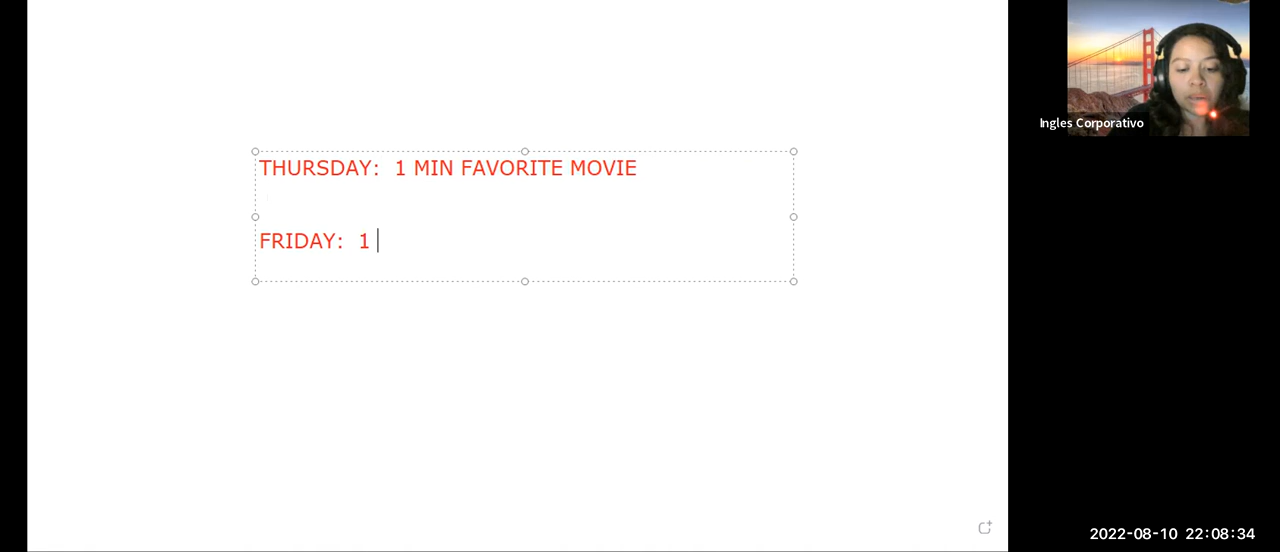 THURSDAY: 1 MIN FAVORITE MOVIE
FRIDAY: 1
Ingles Corporativo
2022-08-10 22:08:34